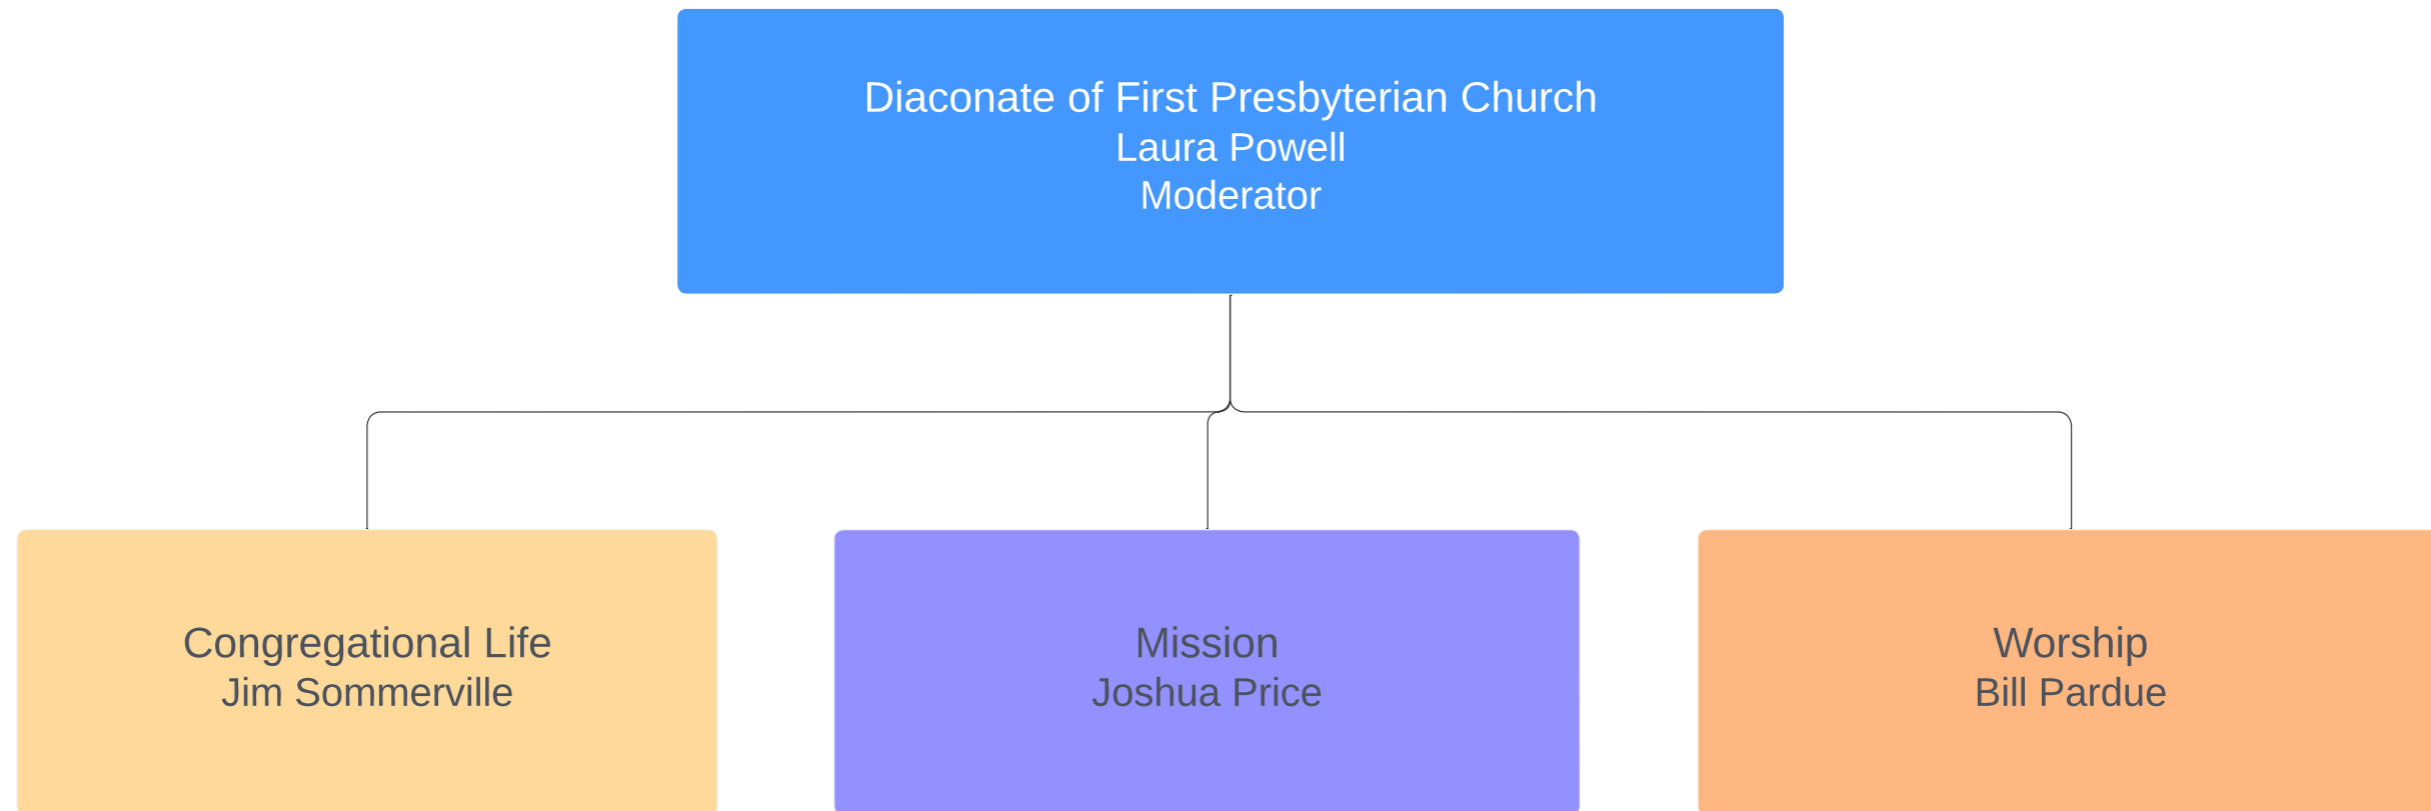 Diaconate of First Presbyterian Church
Laura Powell
Moderator
Congregational Life
Jim Sommerville
Mission
Joshua Price
Worship
Bill Pardue